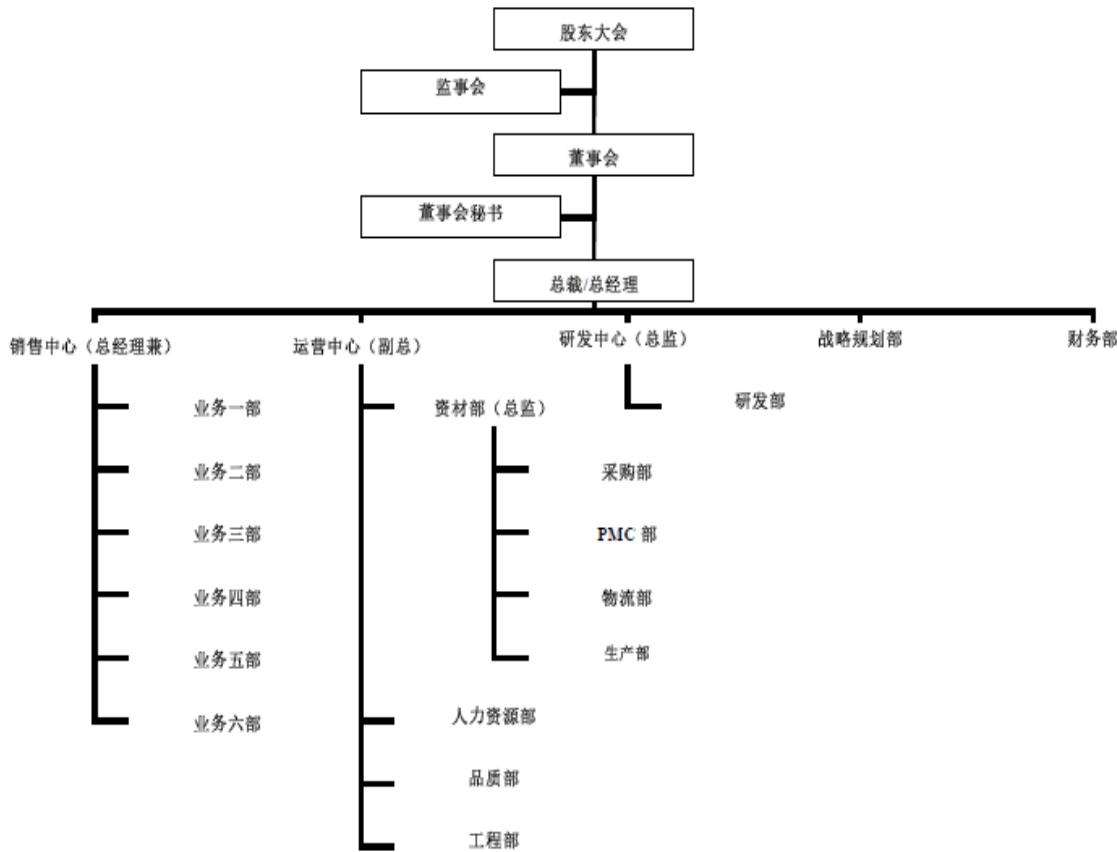 股东大会
监事会
董事会
董事会秘书
总裁/总经理
销售中心（总经理兼）
运营中心（副总）
研发中心（总监）
战略规划部
财务部
业务一部
资材部（总监）
研发部
业务二部
采购部
业务三部
PMC 部
业务四部
物流部
业务五部
生产部
业务六部
人力资源部
品质部
工程部